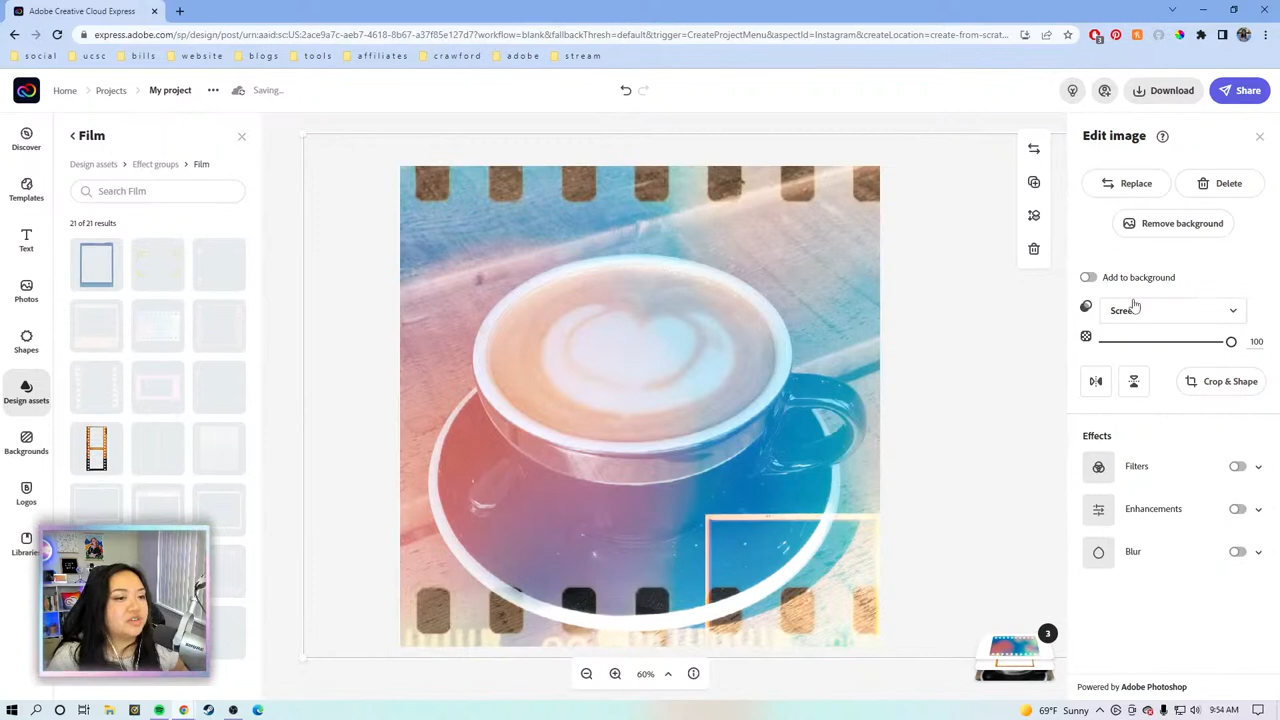 Adobe Creative Cloud Express
express.adobe.com/sp/design/post/urn:aaid:sc:US:2ace9a7c-aeb7-4618-8b67-a37f85e127d7?workflow=blank&fallbackThresh=default&trigger=CreateProjectMenu&aspectId=Instagram&createLocation=create-from-scrat...
social
ucsc
bills
website
blogs
tools
affiliates
crawford
adobe
stream
Home
Projects
My project
Saving...
Download
Share
Discover
Templates
Text
Photos
Shapes
Design assets
Backgrounds
Logos
Film
Design assets > Effect groups > Film
Search Film
21 of 21 results
Edit image
Replace
Delete
Remove background
Add to background
100
Crop & Shape
Effects
Filters
Enhancements
Blur
3
60%
Powered by Adobe Photoshop
69°F Sunny
9:54 AM